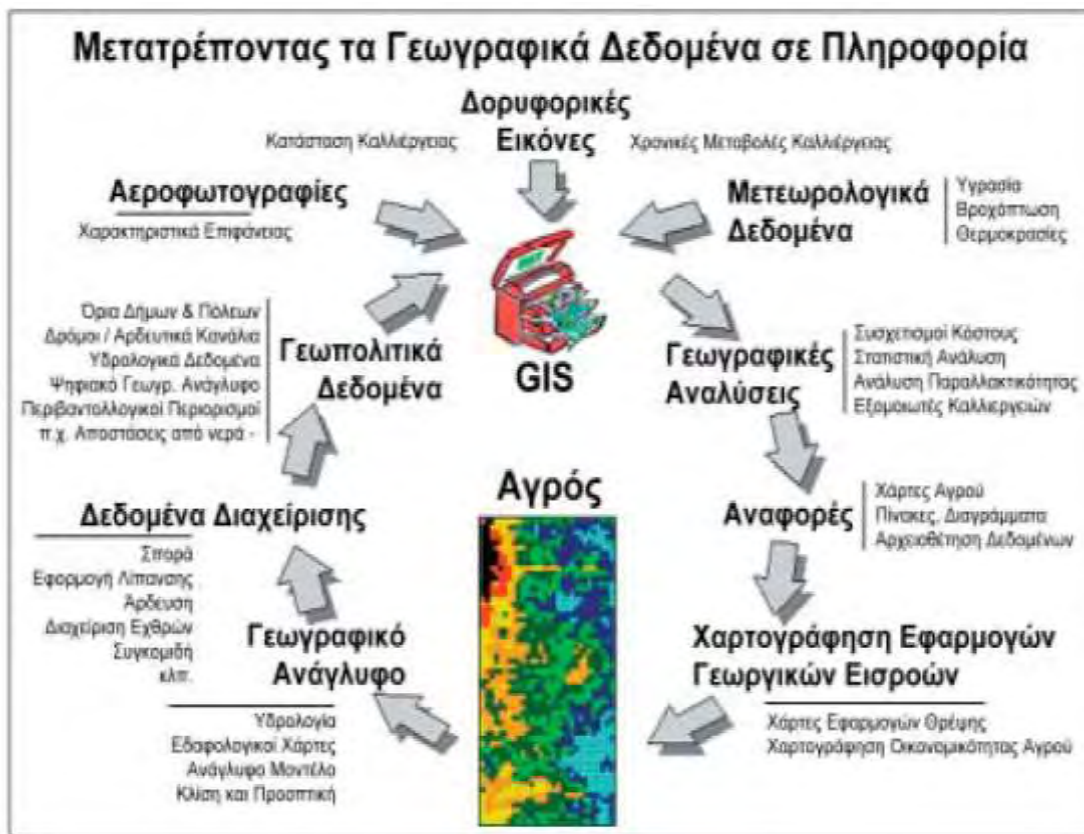 Μετατρέποντας τα Γεωγραφικά Δεδομένα σε Πληροφορία
Δορυφορικές
Εικόνες
Κατάσταση Καλλιέργειας
Χρονικές Μεταβολές Καλλιέργειας
Αεροφωτογραφίες
Χαρακτηριστικά Επιφάνειας
Μετεωρολογικά
Δεδομένα
Υγρασία
Βροχόπτωση
Θερμοκρασίες
Όρια Δήμων & Πόλεων
Δρόμοι / Αρδευτικά Κανάλια
Υδρολογικά Δεδομένα
Ψηφιακό Γεωγρ. Ανάγλυφο
Περιβαντολλογικοί Περιορισμοί
π.χ. Αποστάσεις από νερά -
Γεωπολιτικά
Δεδομένα
GIS
Γεωγραφικές
Αναλύσεις
Συσχετισμοί Κόστους
Στατιστική Ανάλυση
Ανάλυση Παραλλακτικότητας
Εξομοιωτές Καλλιεργειών
Δεδομένα Διαχείρισης
Σπορά
Εφαρμογή Λίπανσης
Άρδευση
Διαχείριση Εχθρών
Συγκομιδή
κλπ.
Αγρός
Αναφορές
Χάρτες Αγρού
Πίνακες, Διαγράμματα
Αρχειοθέτηση Δεδομένων
Γεωγραφικό
Ανάγλυφο
Υδρολογία
Εδαφολογικοί Χάρτες
Ανάγλυφο Μοντέλο
Κλίση και Προοπτική
Χαρτογράφηση Εφαρμογών
Γεωργικών Εισροών
Χάρτες Εφαρμογών Θρέψης
Χαρτογράφηση Οικονομικότητας Αγρού